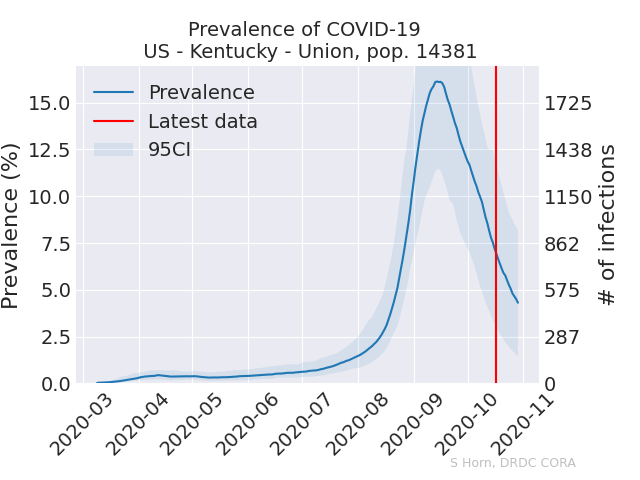 Prevalence of COVID-19
US - Kentucky - Union, pop. 14381
Prevalence (%)
15.0
12.5
10.0
7.5
5.0
2.5
0.0
Prevalence
Latest data
95CI
1725
1438
1150
862
575
287
0
# of infections
2020-03
2020-04
2020-05
2020-06
2020-07
2020-08
2020-09
2020-10
2020-11
S Horn, DRDC CORA